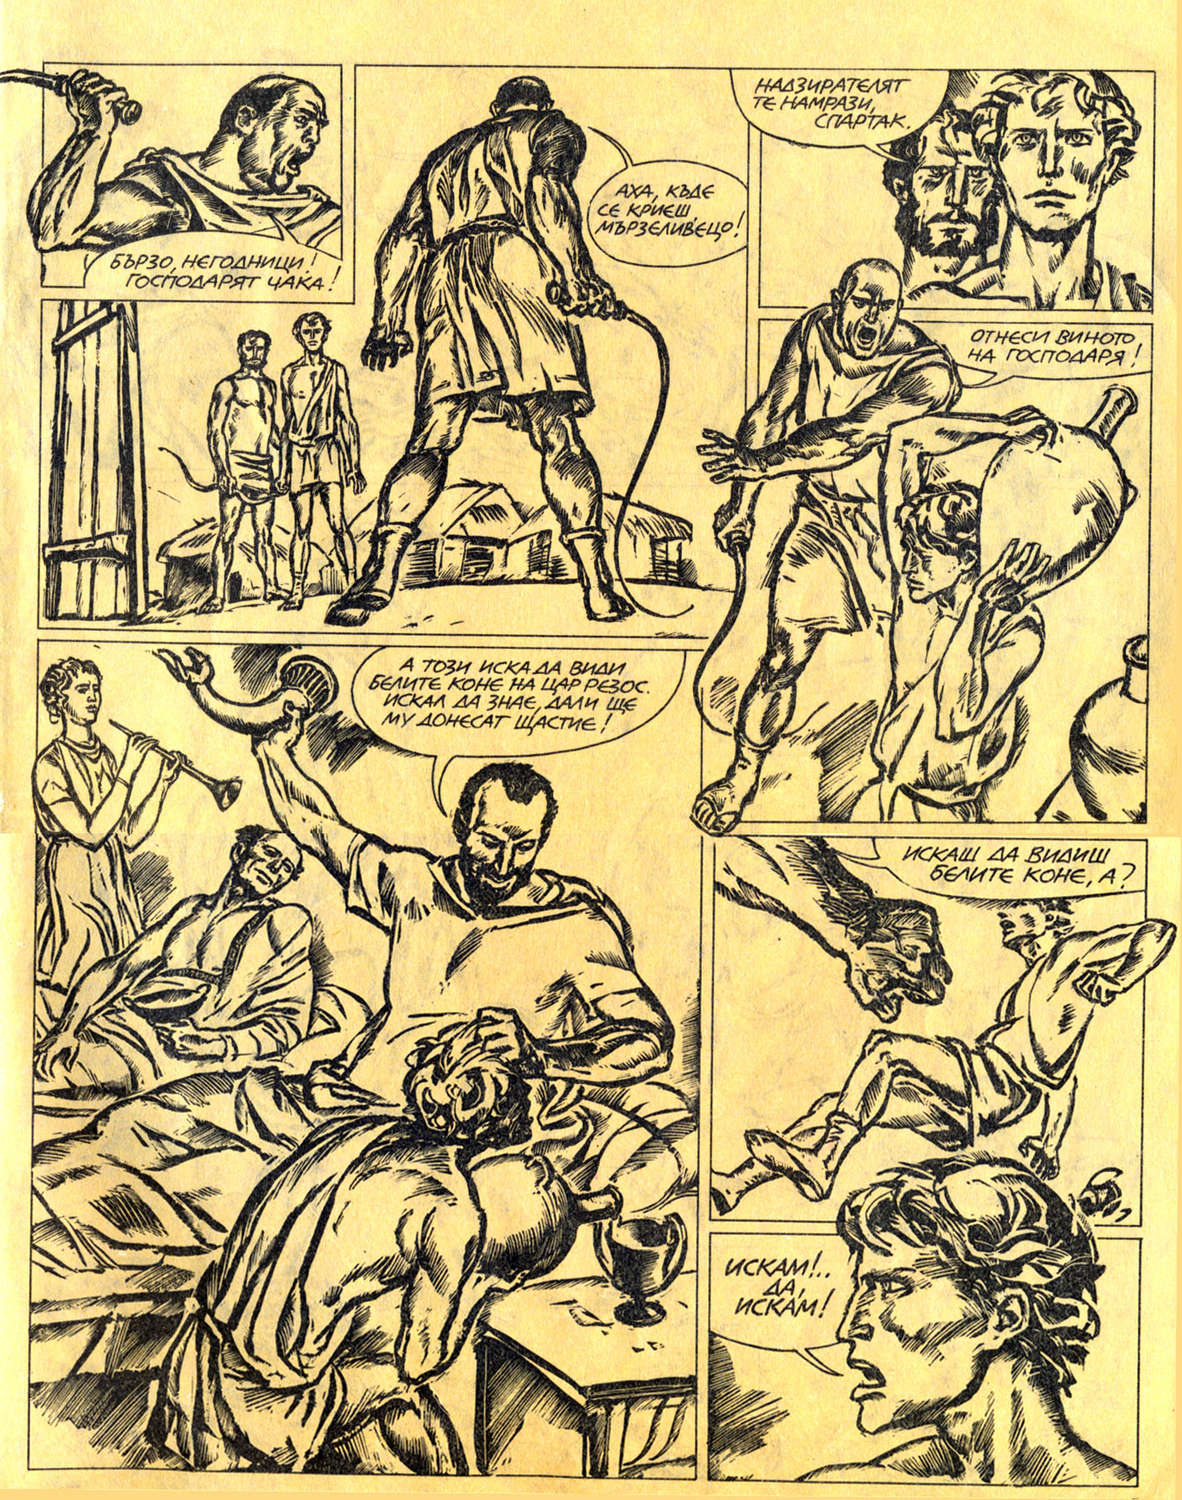 БЪРЗО, НЕГОДНИЦИ!
ГОСПОДАРЯТ ЧАКА!
АХА, КЪДЕ
СЕ КРИЕШ,
МЪРЗЕЛИВЕЦО!
НАДЗИРАТЕЛЯТ
ТЕ НАМРАЗИ,
СПАРТАК.
ОТНЕСИ ВИНОТО
НА ГОСПОДАРЯ!
А ТОЗИ ИСКА ДА ВИДИ
БЕЛИТЕ КОНЕ НА ЦАР РЕЗОС.
ИСКАЛ ДА ЗНАЕ, ДАЛИ ЩЕ
МУ ДОНЕСАТ ЩАСТИЕ!
ИСКАШ ДА ВИДИШ
БЕЛИТЕ КОНЕ, А?
ИСКАМ!..
ДА,
ИСКАМ!